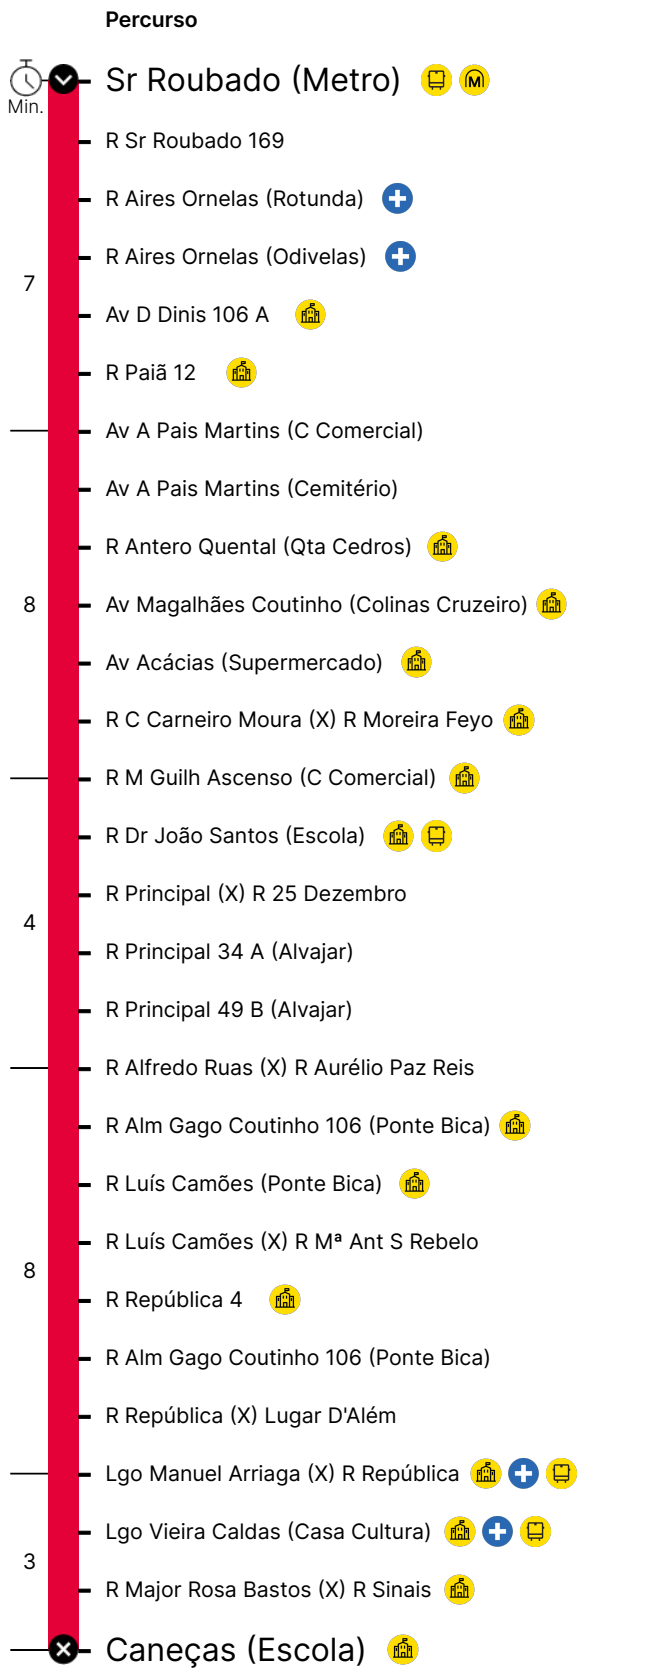 Percurso
Sr Roubado (Metro)
Min.
R Sr Roubado 169
R Aires Ornelas (Rotunda)
R Aires Ornelas (Odivelas)
7
Av D Dinis 106 A
R Paiã 12
Av A Pais Martins (C Comercial)
Av A Pais Martins (Cemitério)
R Antero Quental (Qta Cedros)
8
Av Magalhães Coutinho (Colinas Cruzeiro)
Av Acácias (Supermercado)
R C Carneiro Moura (X) R Moreira Feyo
R M Guilh Ascenso (C Comercial)
R Dr João Santos (Escola)
R Principal (X) R 25 Dezembro
4
R Principal 34 A (Alvajar)
R Principal 49 B (Alvajar)
R Alfredo Ruas (X) R Aurélio Paz Reis
R Alm Gago Coutinho 106 (Ponte Bica)
R Luís Camões (Ponte Bica)
R Luís Camões (X) R Mª Ant S Rebelo
8
R República 4
R Alm Gago Coutinho 106 (Ponte Bica)
R República (X) Lugar D'Além
Lgo Manuel Arriaga (X) R República
Lgo Vieira Caldas (Casa Cultura)
3
R Major Rosa Bastos (X) R Sinais
Caneças (Escola)